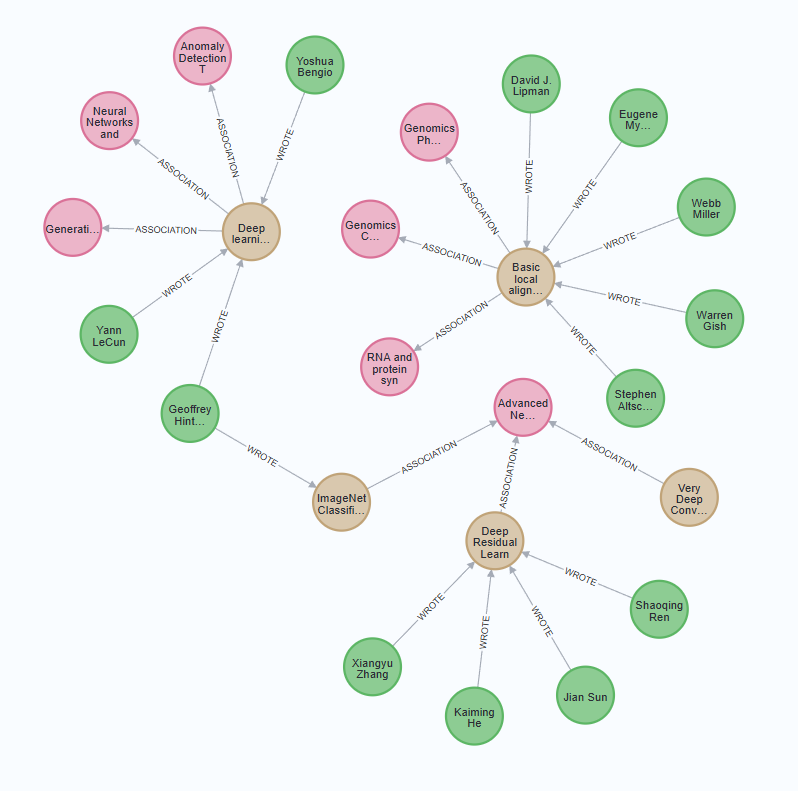 Anomaly
Detection
T
Yoshua
Bengio
Neural
Networks
and
ASSOCIATION
WROTE
ASSOCIATION
Generati...
ASSOCIATION
Deep
learni...
WROTE
Yann
LeCun
WROTE
Geoffrey
Hint...
David J.
Lipman
Eugene
My...
Genomics
Ph...
WROTE
WROTE
ASSOCIATION
Webb
Miller
Genomics
C...
WROTE
ASSOCIATION
Basic
local
align...
WROTE
Warren
Gish
ASSOCIATION
WROTE
RNA and
protein
syn
Stephen
Altsc...
Advanced
Ne...
WROTE
ASSOCIATION
ASSOCIATION
ASSOCIATION
ImageNet
Classifi...
Very
Deep
Conv...
Deep
Residual
Learn
WROTE
WROTE
WROTE
WROTE
Shaoqing
Ren
Xiangyu
Zhang
Jian Sun
Kaiming
He